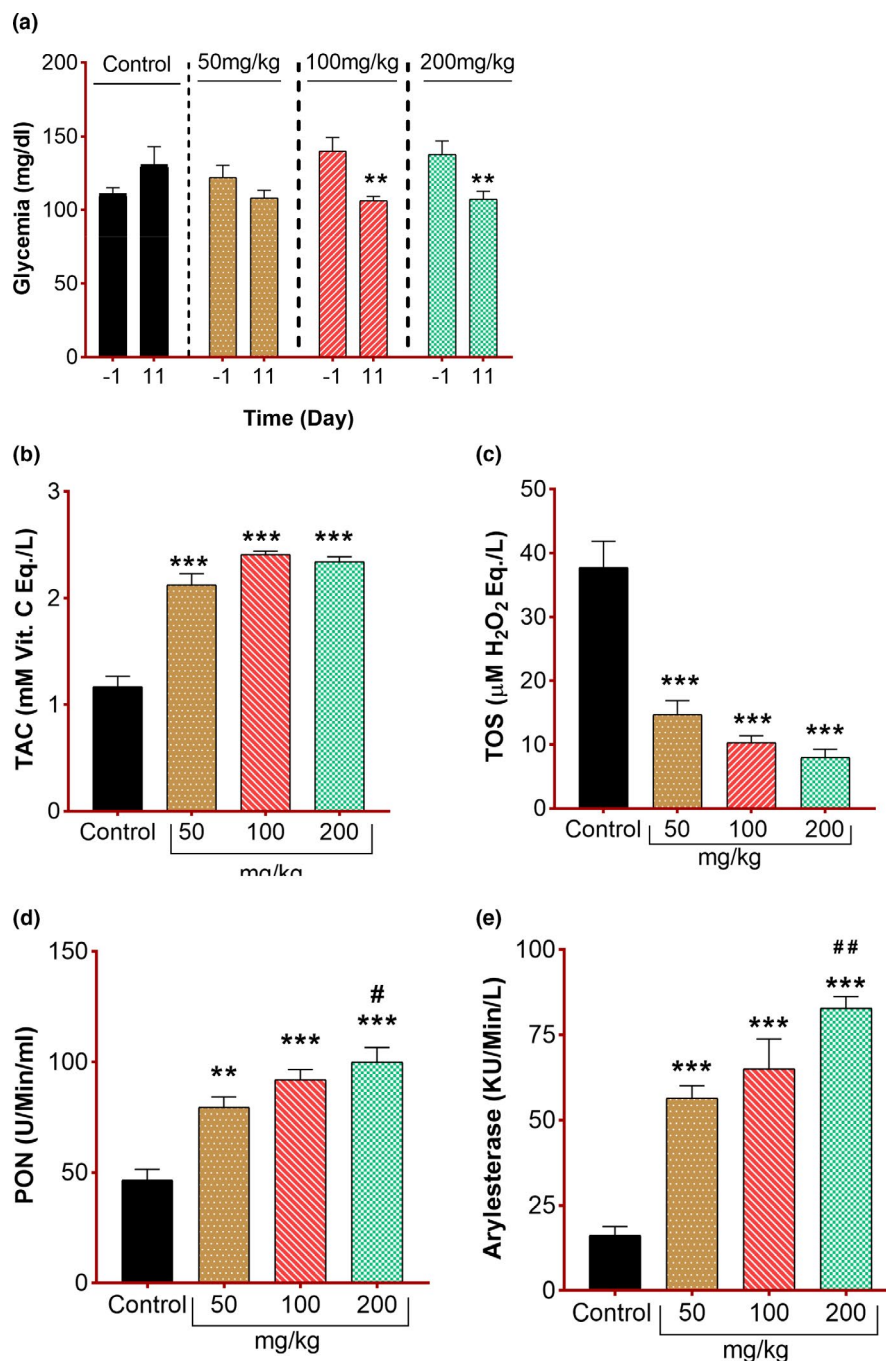 (a)
200
150
100
50
0
Glycemia (mg/dl)
Control
50mg/kg
100mg/kg
200mg/kg
**
**
-1 11 -1 11 -1 11 -1 11
Time (Day)
(b)
3
2
1
0
TAC (mM Vit. C Eq./L)
***
***
***
Control 50 100 200
mg/kg
(c)
50
40
30
20
10
0
TOS (μM H₂O₂ Eq./L)
***
***
***
Control 50 100 200
mg/kg
(d)
150
100
50
0
PON (U/Min/ml)
**
***
#
***
Control 50 100 200
mg/kg
(e)
100
75
50
25
0
Arylesterase (KU/Min/L)
***
***
##
***
Control 50 100 200
mg/kg